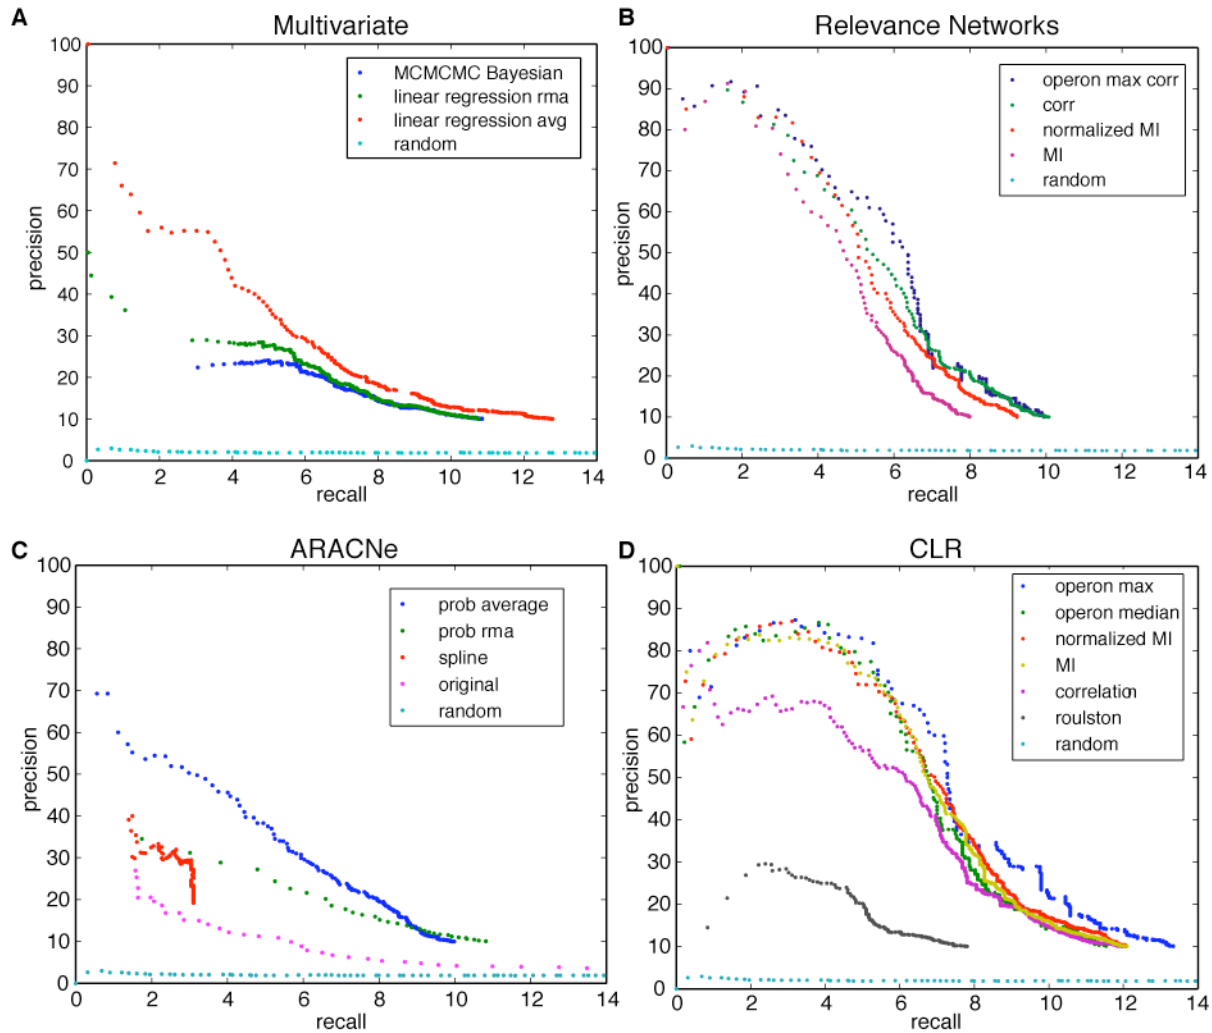 A
Multivariate
100
90
80
70
60
50
40
30
20
10
0
precision
MCMCMC Bayesian
linear regression rma
linear regression avg
random
0 2 4 6 8 10 12 14
recall
B
Relevance Networks
100
90
80
70
60
50
40
30
20
10
0
precision
operon max corr
corr
normalized MI
MI
random
0 2 4 6 8 10 12 14
recall
C
ARACNe
100
90
80
70
60
50
40
30
20
10
0
precision
prob average
prob rma
spline
original
random
0 2 4 6 8 10 12 14
recall
D
CLR
100
90
80
70
60
50
40
30
20
10
0
precision
operon max
operon median
normalized MI
MI
correlation
roulston
random
0 2 4 6 8 10 12 14
recall